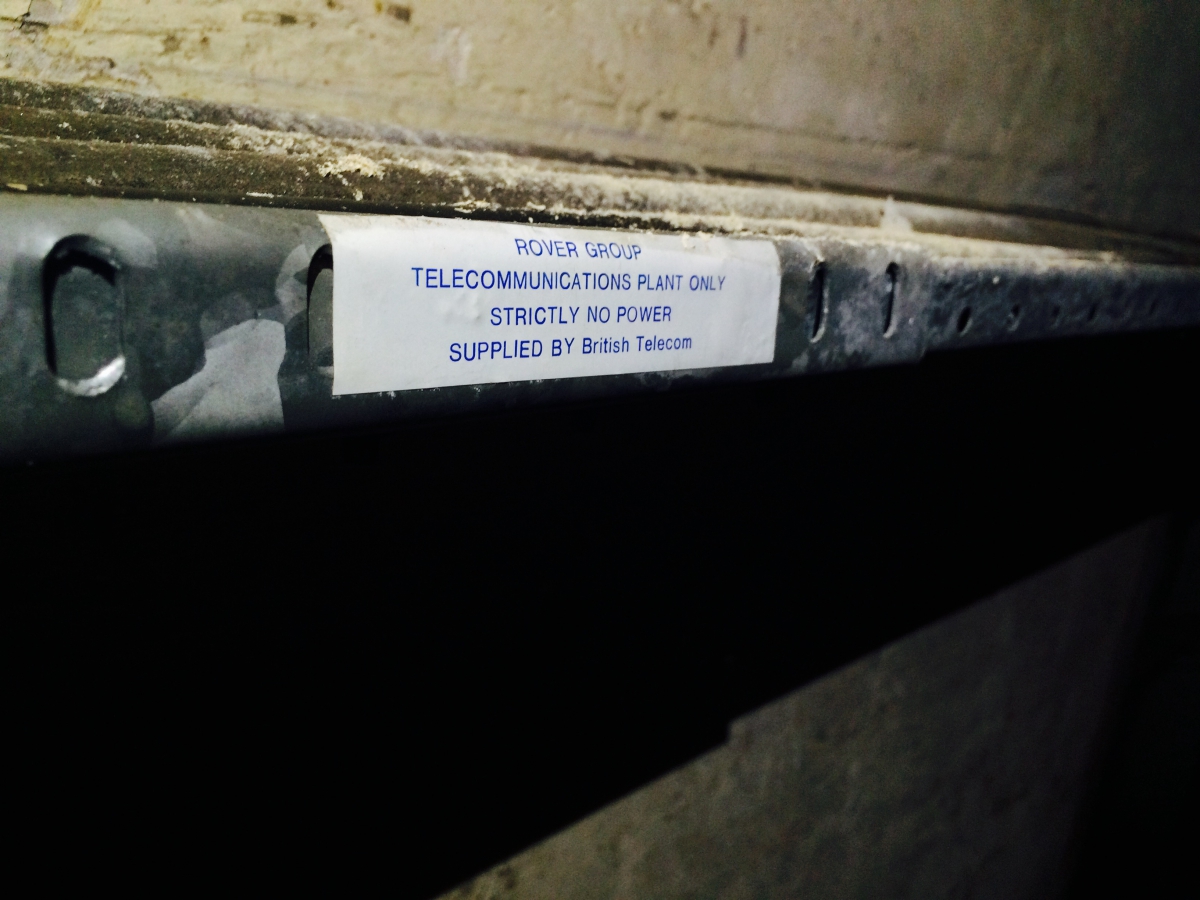 ROVER GROUP
TELECOMMUNICATIONS PLANT ONLY
STRICTLY NO POWER
SUPPLIED BY British Telecom